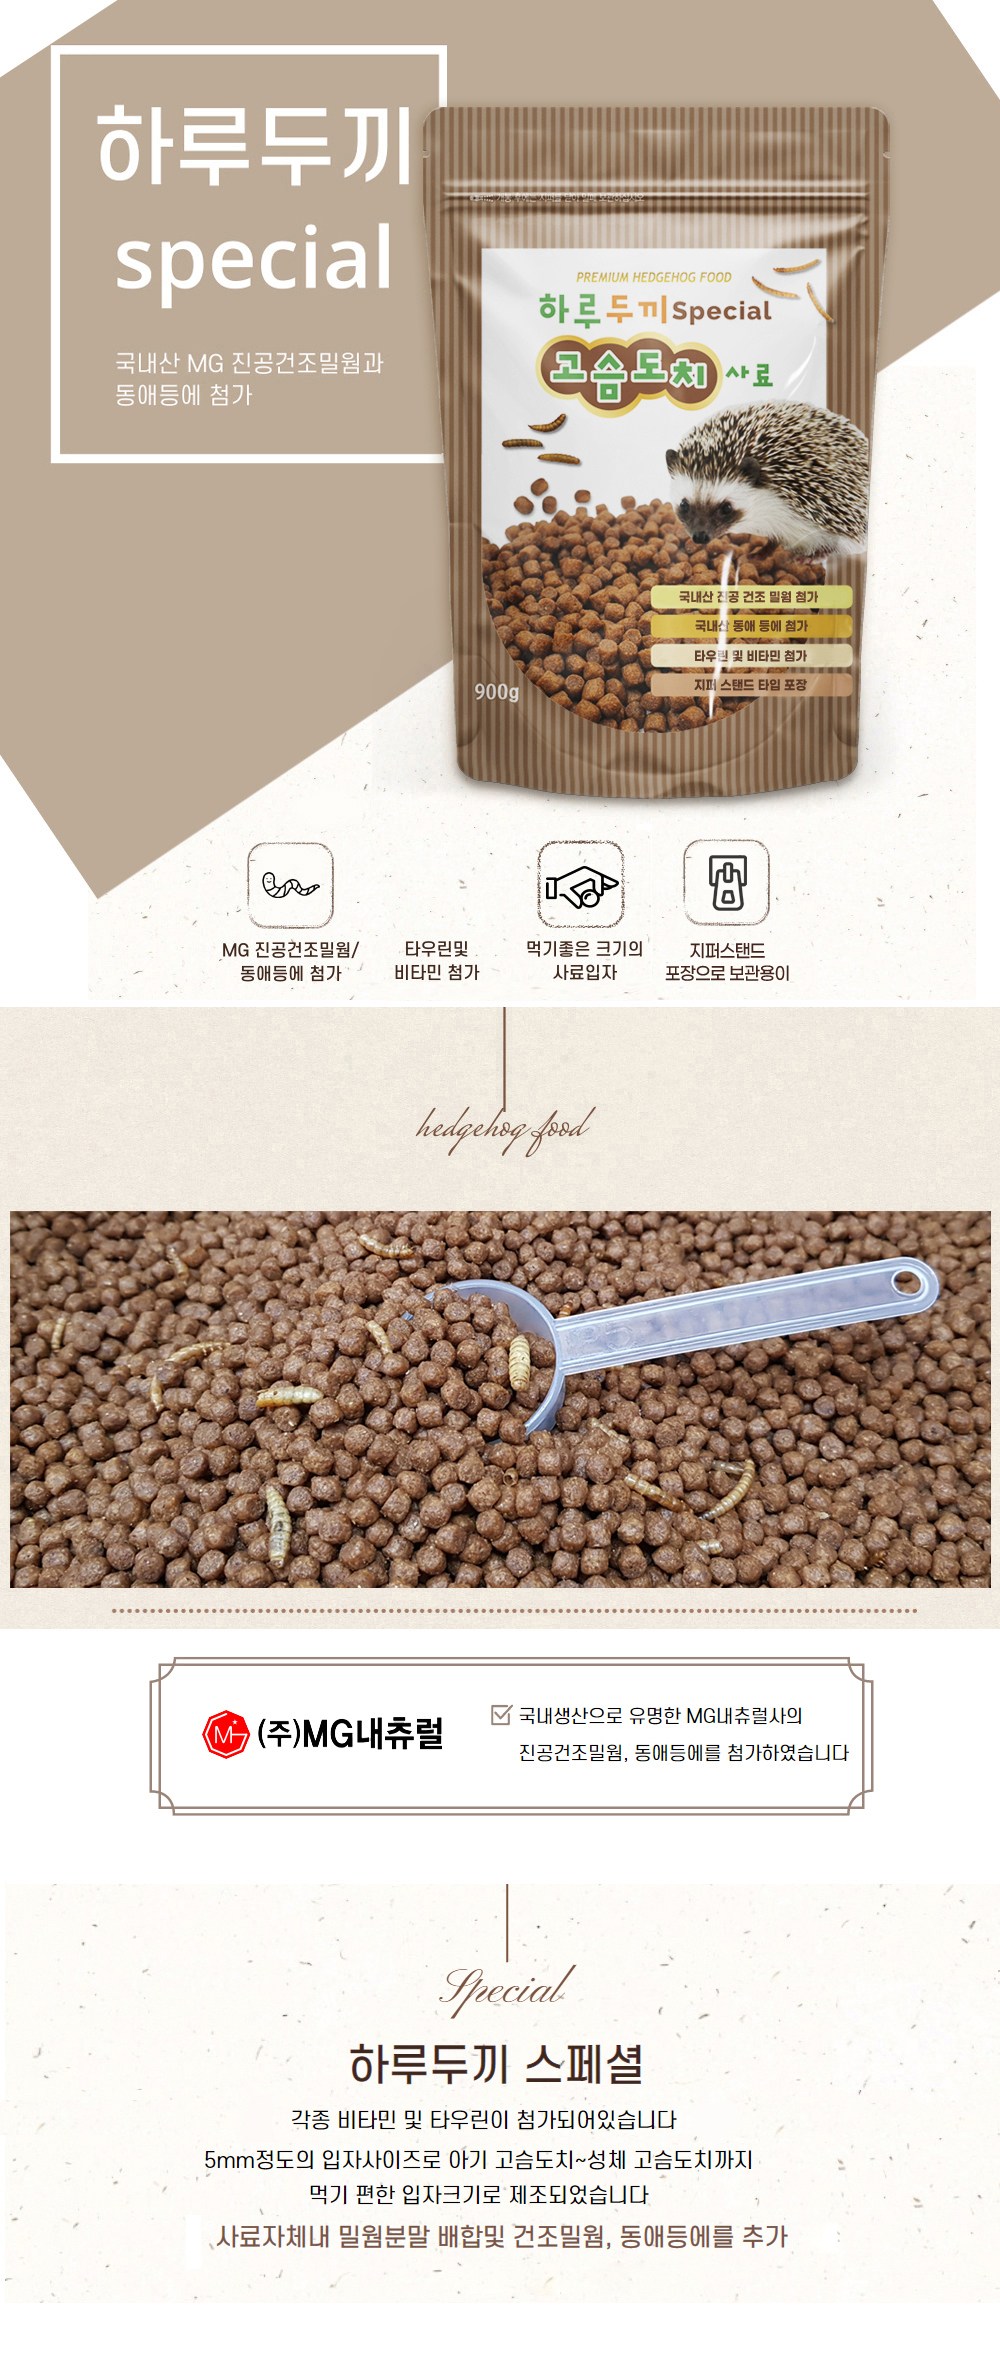 하루두끼
special
국내산 MG 진공건조밀웜과
동애등에 첨가
PREMIUM HEDGEHOG FOOD
하루두끼 Special
고슴도치 사료
국내산 진공 건조 밀웜 첨가
국내산 동애 등에 첨가
타우린 및 비타민 첨가
지퍼 스탠드 타입 포장
900g
MG 진공건조밀웜/
동애등에 첨가
타우린및
비타민 첨가
먹기좋은 크기의
사료입자
지퍼스탠드
포장으로 보관용이
hedgehog food
(주)MG내츄럴
국내생산으로 유명한 MG내츄럴사의
진공건조밀웜, 동애등에를 첨가하였습니다
Special
하루두끼 스페셜
각종 비타민 및 타우린이 첨가되어있습니다
5mm정도의 입자사이즈로 아기 고슴도치~성체 고슴도치까지
먹기 편한 입자크기로 제조되었습니다
사료자체내 밀웜분말 배합및 건조밀웜, 동애등에를 추가